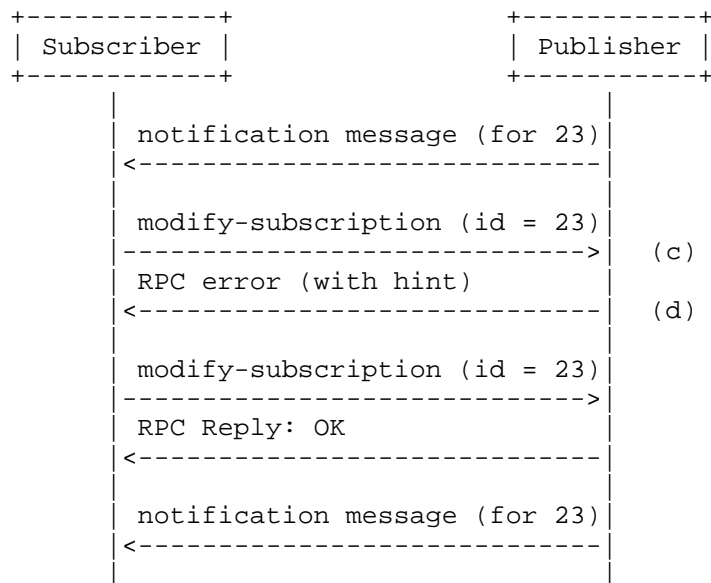 Subscriber Publisher
notification message (for 23)
modify-subscription (id = 23)
(c)
RPC error (with hint)
(d)
modify-subscription (id = 23)
RPC Reply: OK
notification message (for 23)